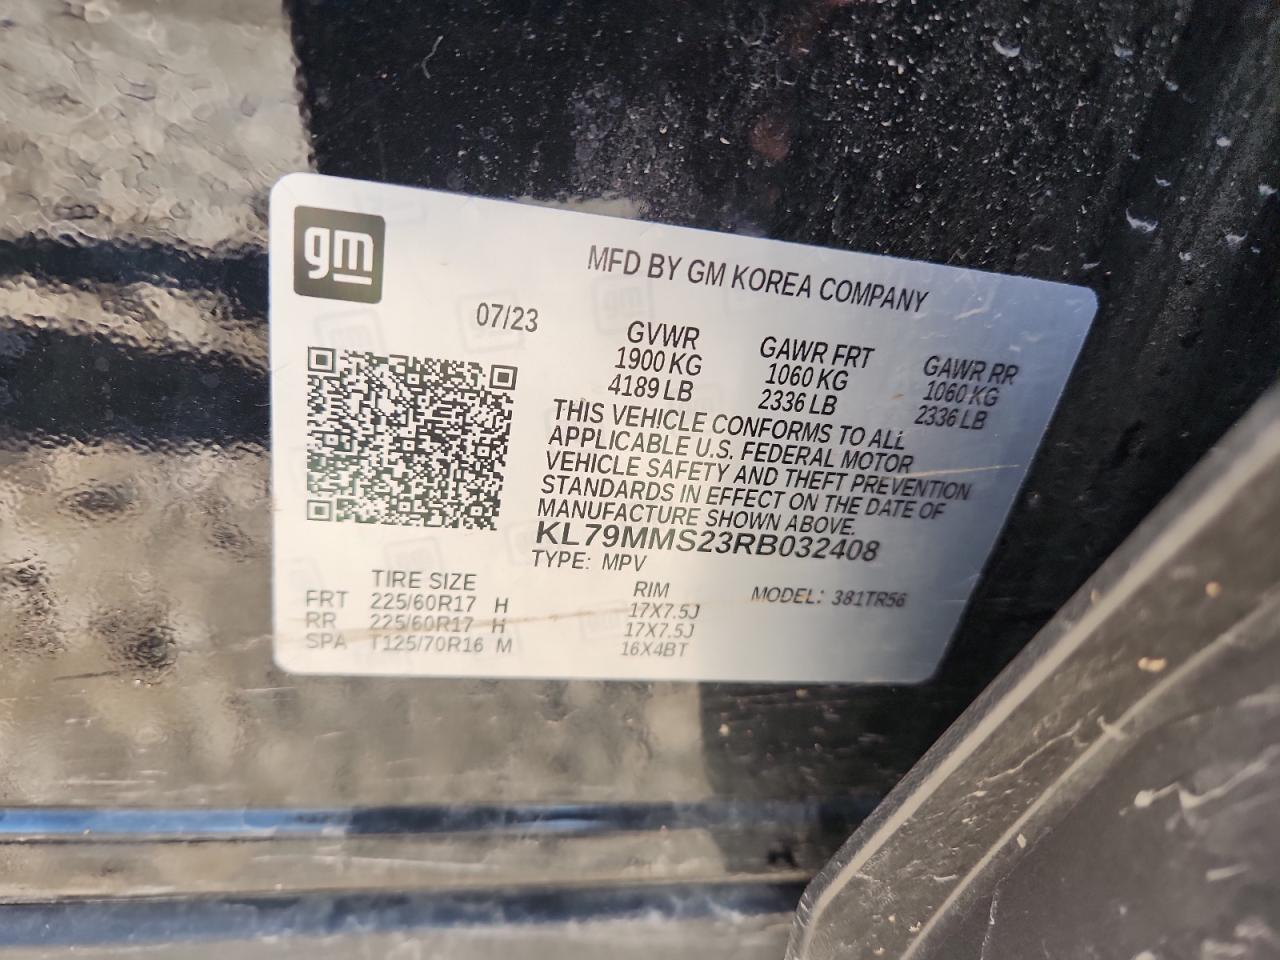 gm
MFD BY GM KOREA COMPANY
07/23
GVWR GAWR FRT GAWR RR
1900 KG 1060 KG 1060 KG
4189 LB 2336 LB 2336 LB
THIS VEHICLE CONFORMS TO ALL
APPLICABLE U.S. FEDERAL MOTOR
VEHICLE SAFETY AND THEFT PREVENTION
STANDARDS IN EFFECT ON THE DATE OF
MANUFACTURE SHOWN ABOVE.
KL79MMS23RB032408
TYPE: MPV
TIRE SIZE RIM MODEL: 381TR56
FRT 225/60R17 H 17X7.5J
RR 225/60R17 H 17X7.5J
SPA T125/70R16 M 16X4BT